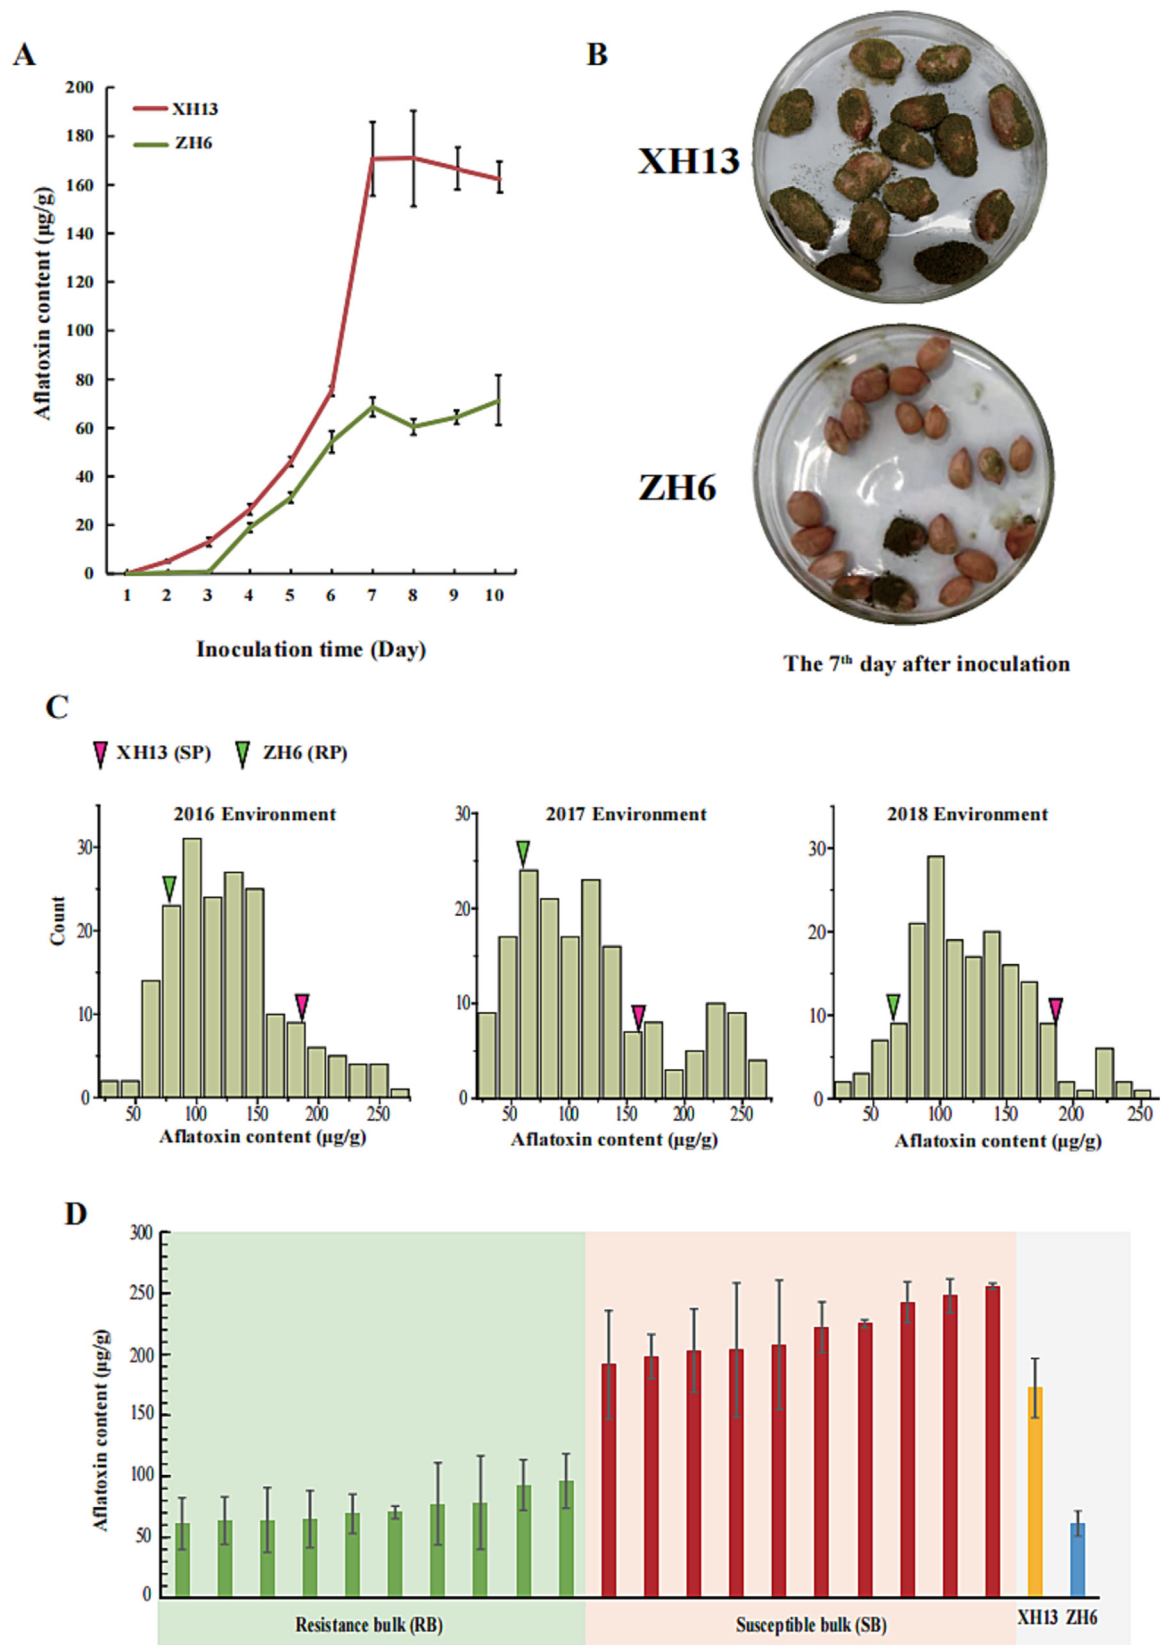 A
200
180
160
140
120
100
80
60
40
20
0
Aflatoxin content (μg/g)
XH13
ZH6
1 2 3 4 5 6 7 8 9 10
Inoculation time (Day)
B
XH13
ZH6
The 7th day after inoculation
C
XH13 (SP) ZH6 (RP)
2016 Environment
Count
30
20
10
0
50 100 150 200 250
Aflatoxin content (μg/g)
2017 Environment
30
20
10
0
50 100 150 200 250
Aflatoxin content (μg/g)
2018 Environment
30
20
10
0
50 100 150 200 250
Aflatoxin content (μg/g)
D
300
250
200
150
100
50
0
Aflatoxin content (μg/g)
Resistance bulk (RB) Susceptible bulk (SB) XH13 ZH6